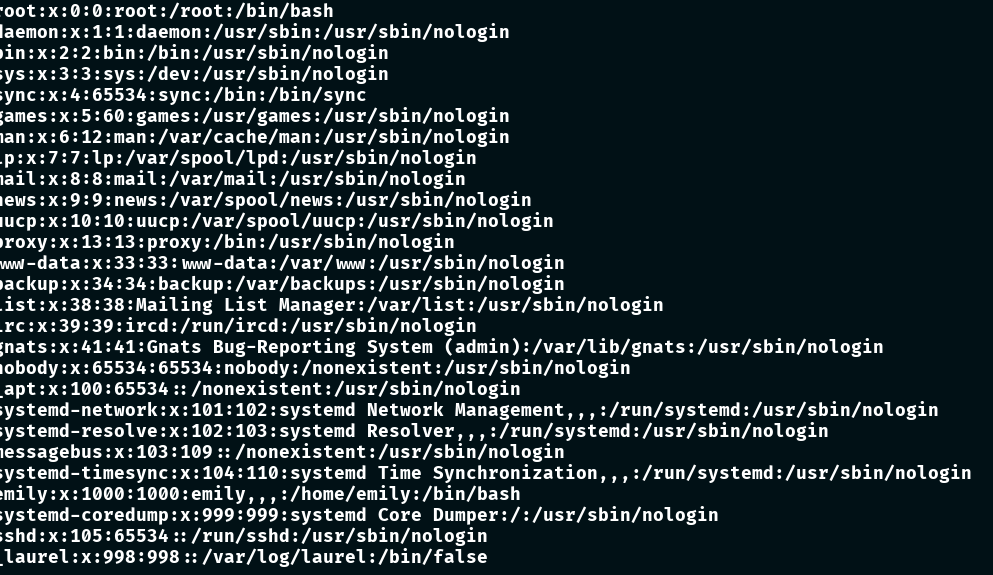 root:x:0:0:root:/root:/bin/bash
daemon:x:1:1:daemon:/usr/sbin:/usr/sbin/nologin
bin:x:2:2:bin:/bin:/usr/sbin/nologin
sys:x:3:3:sys:/dev:/usr/sbin/nologin
sync:x:4:65534:sync:/bin:/bin/sync
games:x:5:60:games:/usr/games:/usr/sbin/nologin
man:x:6:12:man:/var/cache/man:/usr/sbin/nologin
lp:x:7:7:lp:/var/spool/lpd:/usr/sbin/nologin
mail:x:8:8:mail:/var/mail:/usr/sbin/nologin
news:x:9:9:news:/var/spool/news:/usr/sbin/nologin
uucp:x:10:10:uucp:/var/spool/uucp:/usr/sbin/nologin
proxy:x:13:13:proxy:/bin:/usr/sbin/nologin
www-data:x:33:33:www-data:/var/www:/usr/sbin/nologin
backup:x:34:34:backup:/var/backups:/usr/sbin/nologin
list:x:38:38:Mailing List Manager:/var/list:/usr/sbin/nologin
irc:x:39:39:ircd:/run/ircd:/usr/sbin/nologin
gnats:x:41:41:Gnats Bug-Reporting System (admin):/var/lib/gnats:/usr/sbin/nologin
nobody:x:65534:65534:nobody:/nonexistent:/usr/sbin/nologin
_apt:x:100:65534::/nonexistent:/usr/sbin/nologin
systemd-network:x:101:102:systemd Network Management,,,:/run/systemd:/usr/sbin/nologin
systemd-resolve:x:102:103:systemd Resolver,,,:/run/systemd:/usr/sbin/nologin
messagebus:x:103:109::/nonexistent:/usr/sbin/nologin
systemd-timesync:x:104:110:systemd Time Synchronization,,,:/run/systemd:/usr/sbin/nologin
emily:x:1000:1000:emily,,,:/home/emily:/bin/bash
systemd-coredump:x:999:999:systemd Core Dumper:/:/usr/sbin/nologin
sshd:x:105:65534::/run/sshd:/usr/sbin/nologin
_laurel:x:998:998::/var/log/laurel:/bin/false